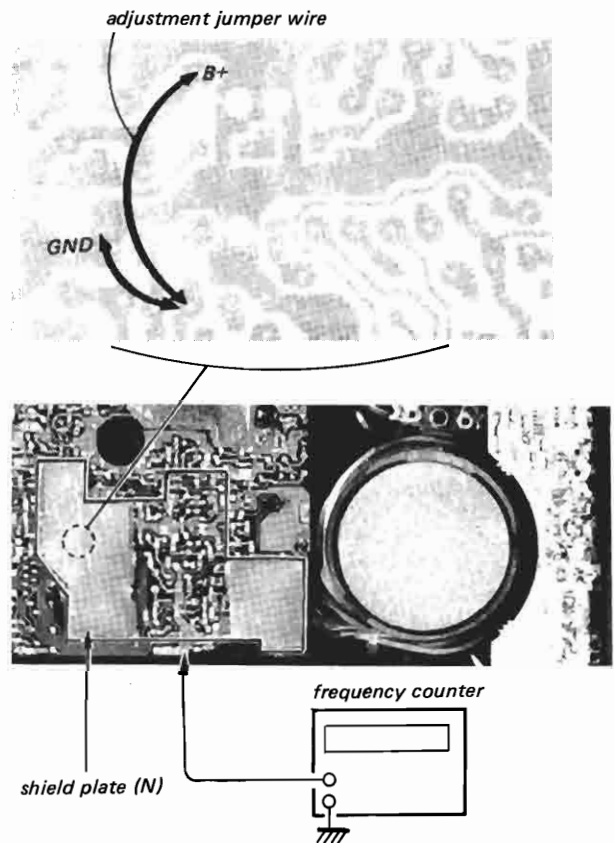 adjustment jumper wire
B+
GND
frequency counter
shield plate (N)